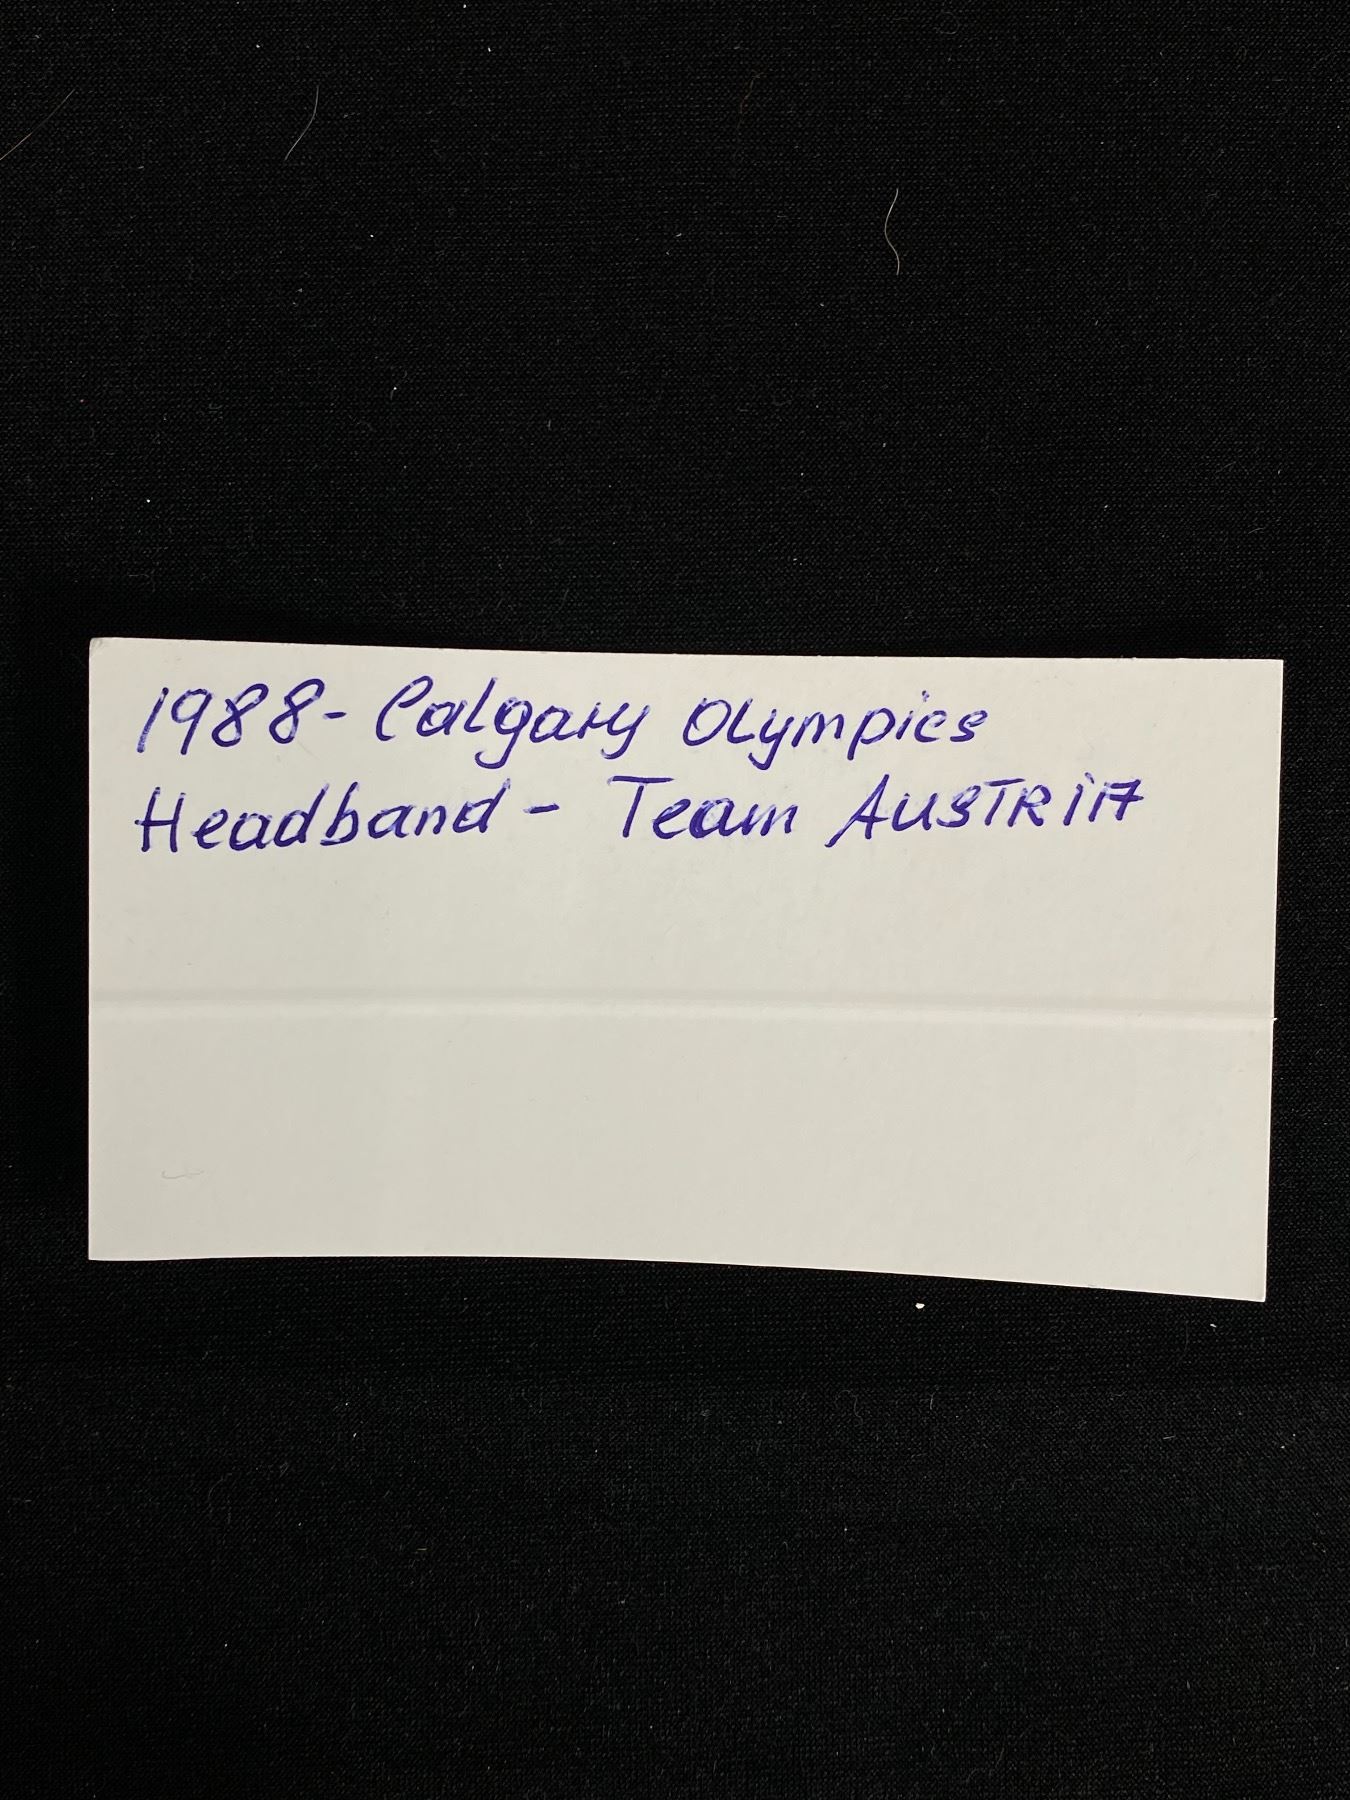 1988- Calgary Olympics
Headband - Team AUSTRIA